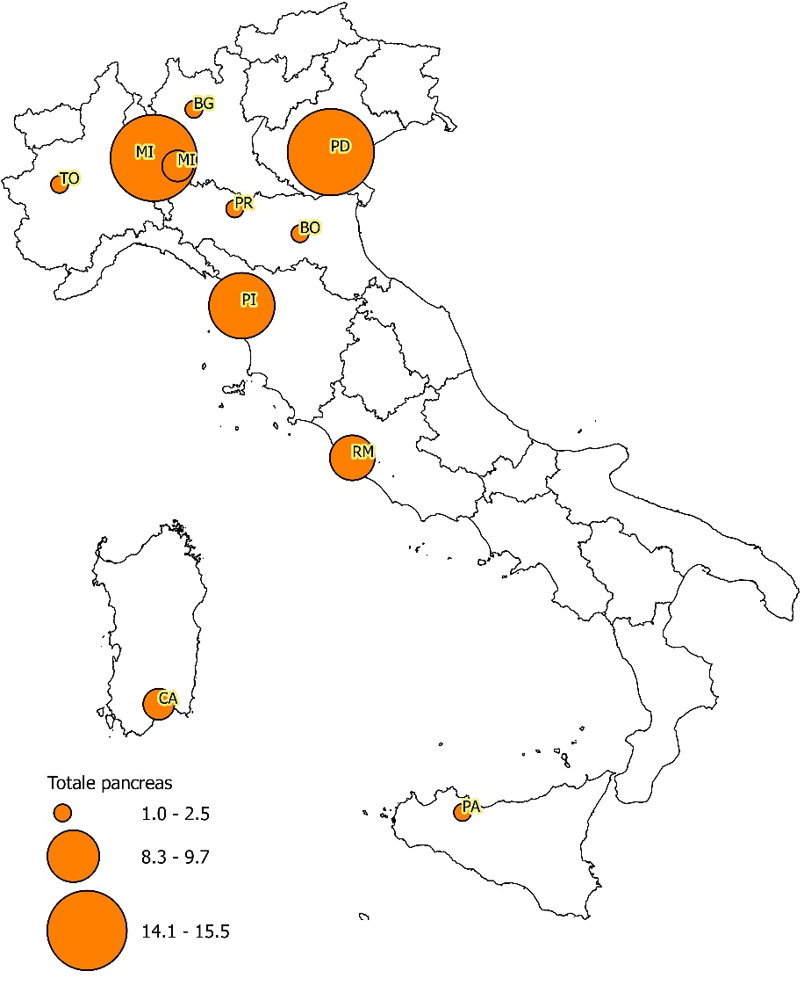 BG
MI
MI
PD
TO
PR
BO
PI
RM
CA
PA
Totale pancreas
1.0 - 2.5
8.3 - 9.7
14.1 - 15.5